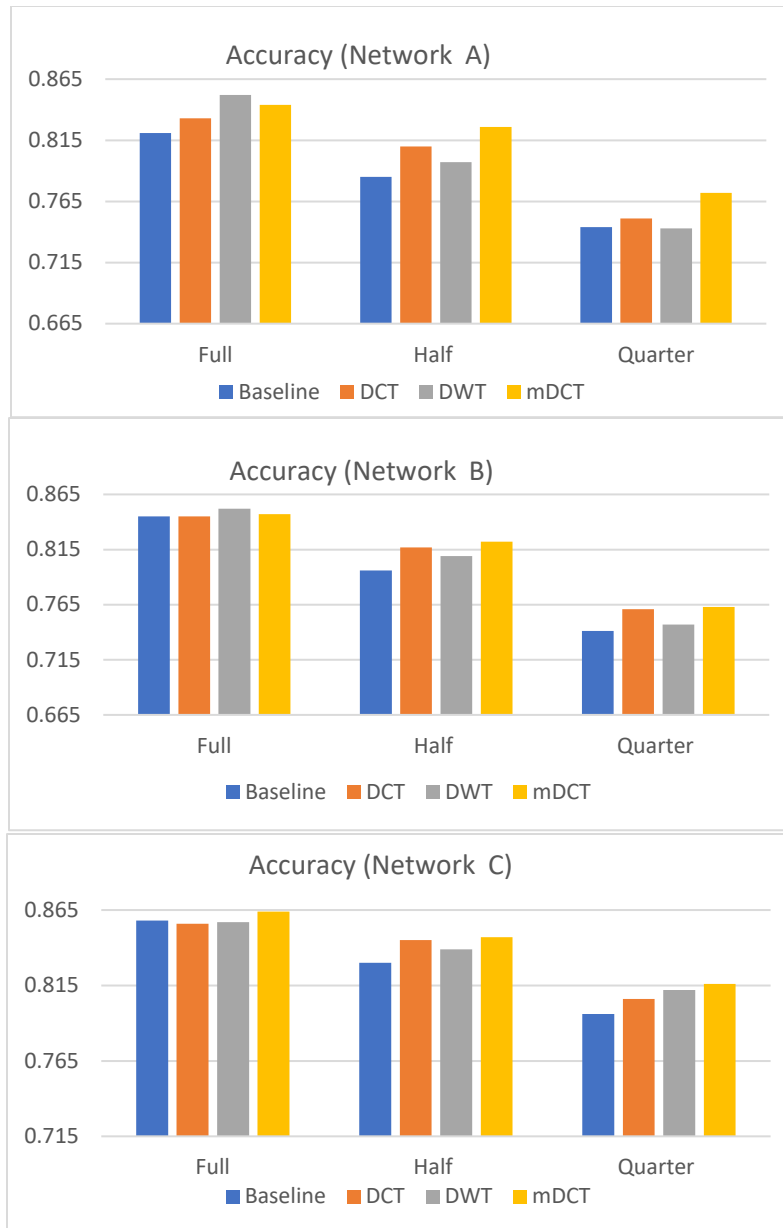 Accuracy (Network A)
0.865
0.815
0.765
0.715
0.665
Full Half Quarter
Baseline DCT DWT mDCT
Accuracy (Network B)
0.865
0.815
0.765
0.715
0.665
Full Half Quarter
Baseline DCT DWT mDCT
Accuracy (Network C)
0.865
0.815
0.765
0.715
Full Half Quarter
Baseline DCT DWT mDCT